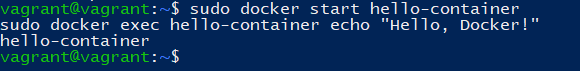 vagrant@vagrant:~$ sudo docker start hello-container
sudo docker exec hello-container echo "Hello, Docker!"
hello-container
vagrant@vagrant:~$